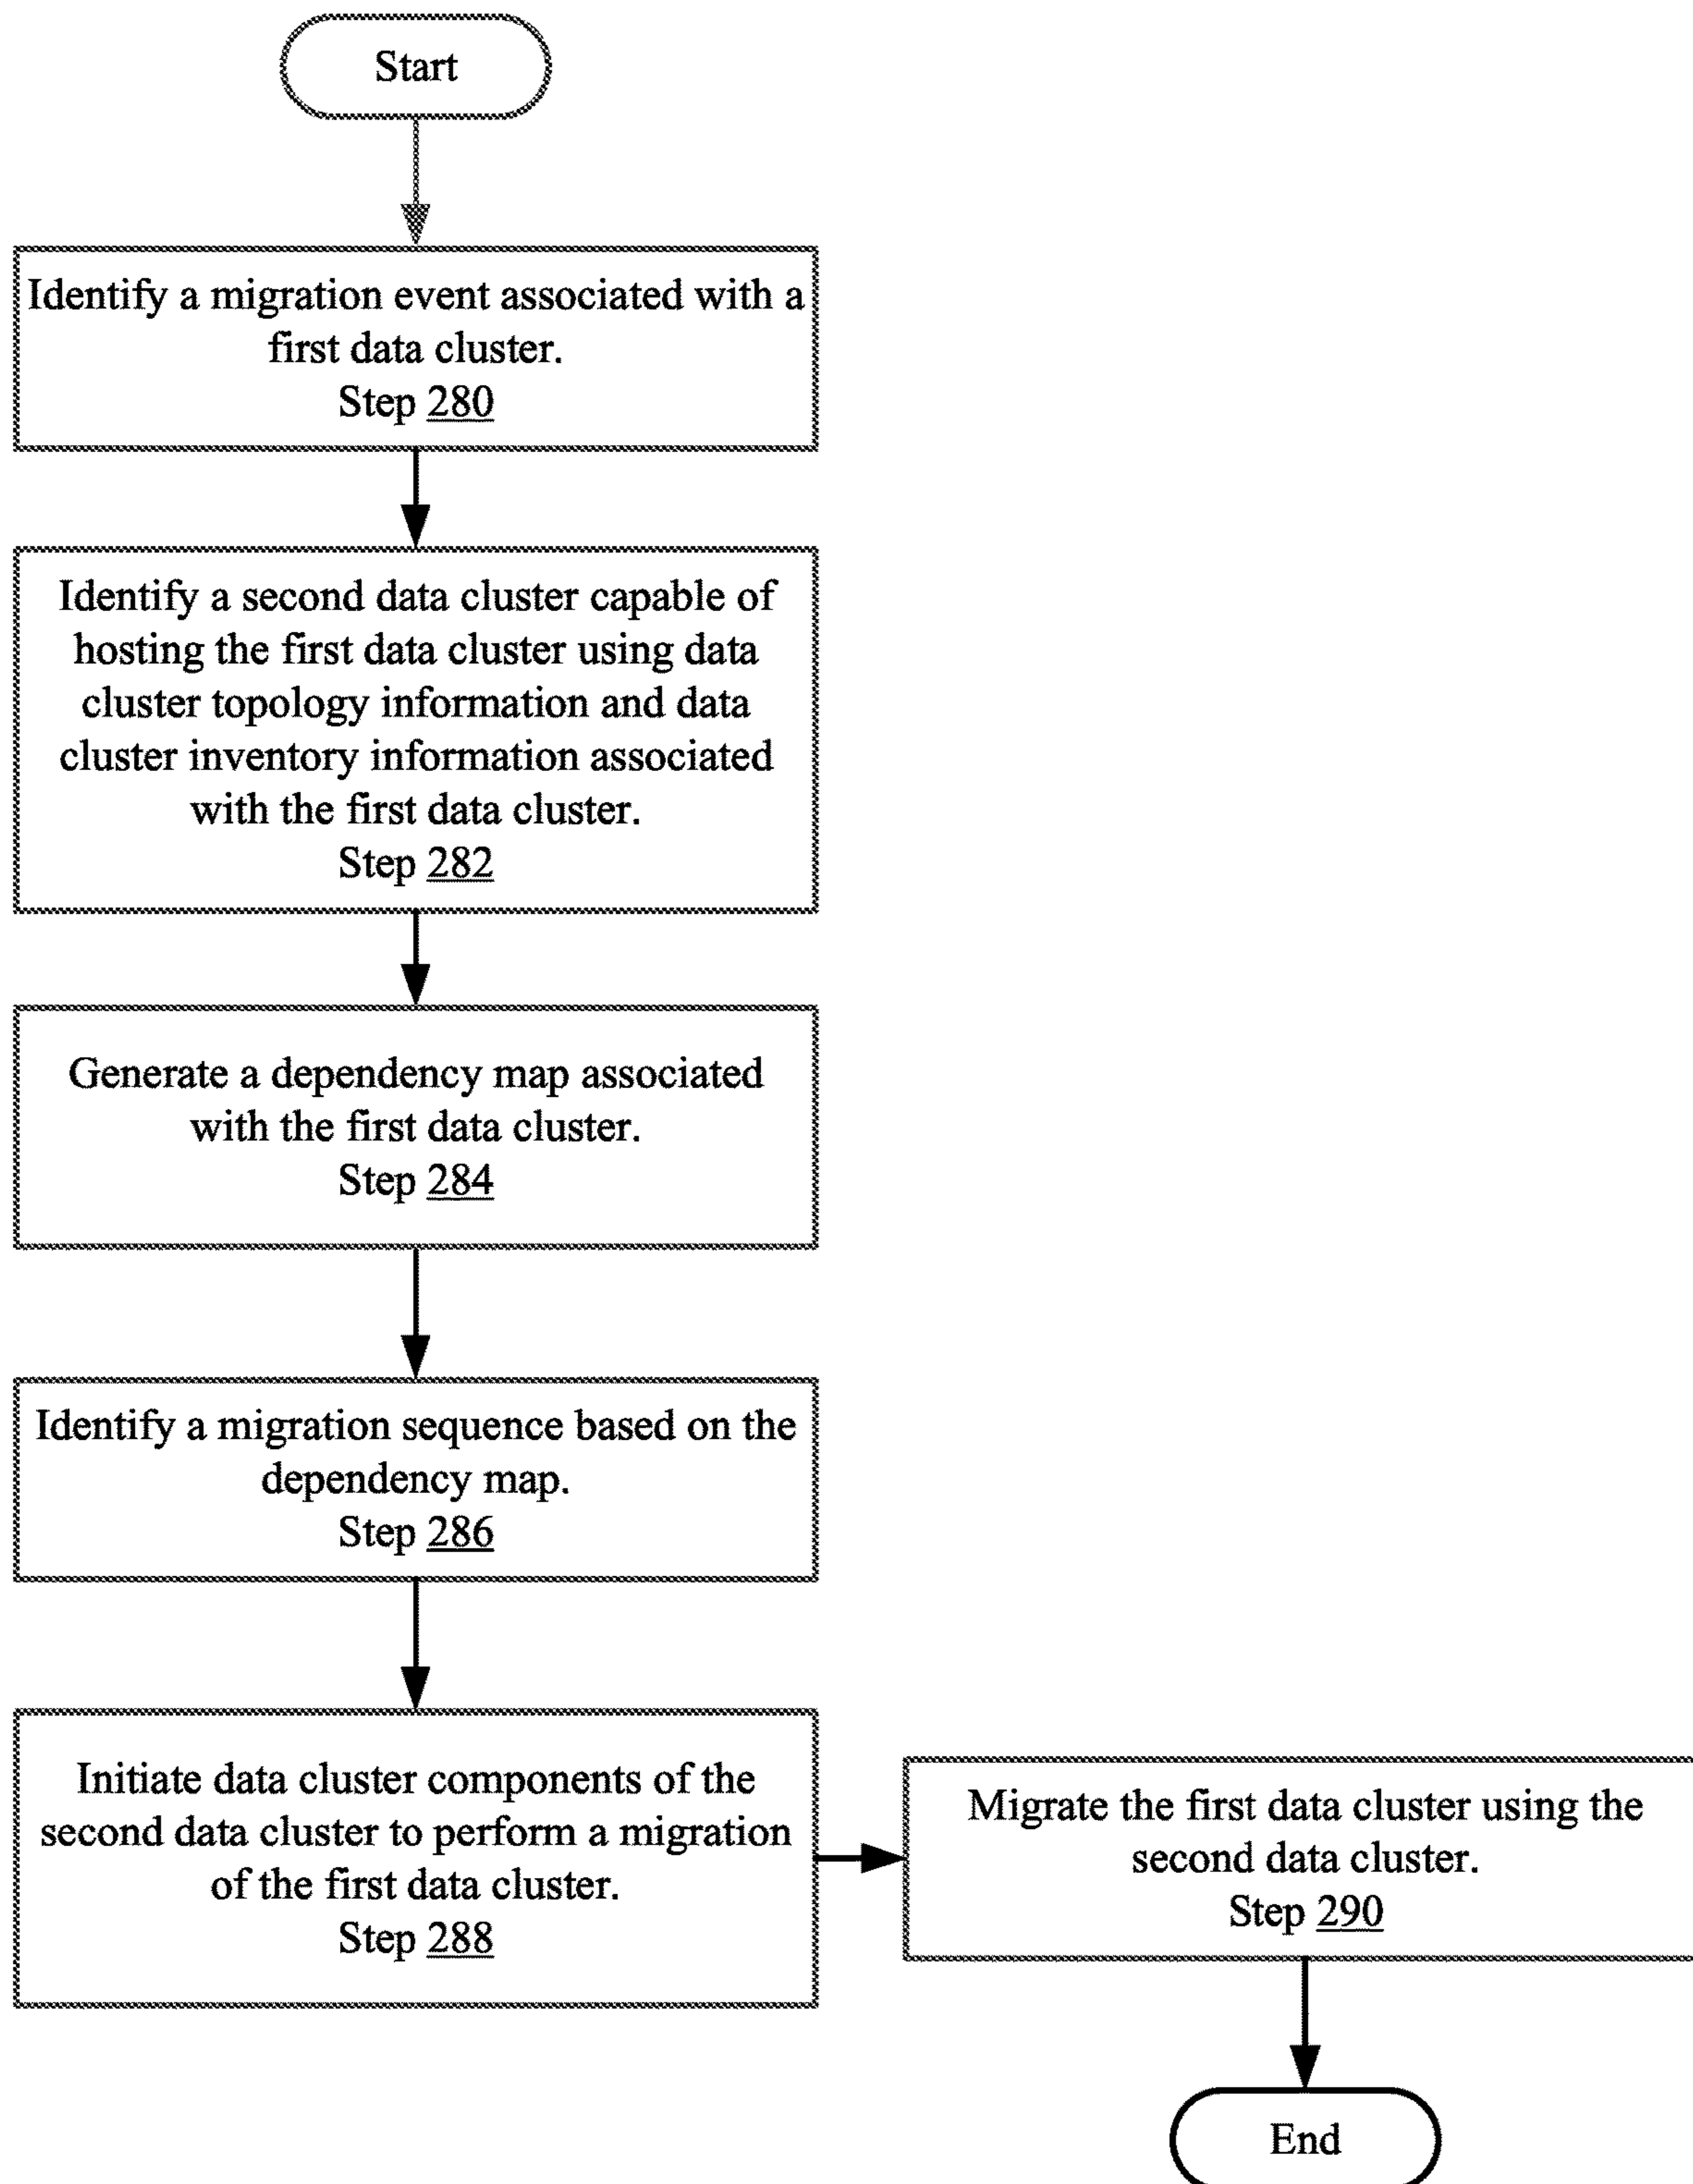 Start
Identify a migration event associated with a
first data cluster.
Step 280
Identify a second data cluster capable of
hosting the first data cluster using data
cluster topology information and data
cluster inventory information associated
with the first data cluster.
Step 282
Generate a dependency map associated
with the first data cluster.
Step 284
Identify a migration sequence based on the
dependency map.
Step 286
Initiate data cluster components of the
second data cluster to perform a migration
of the first data cluster.
Step 288
Migrate the first data cluster using the
second data cluster.
Step 290
End